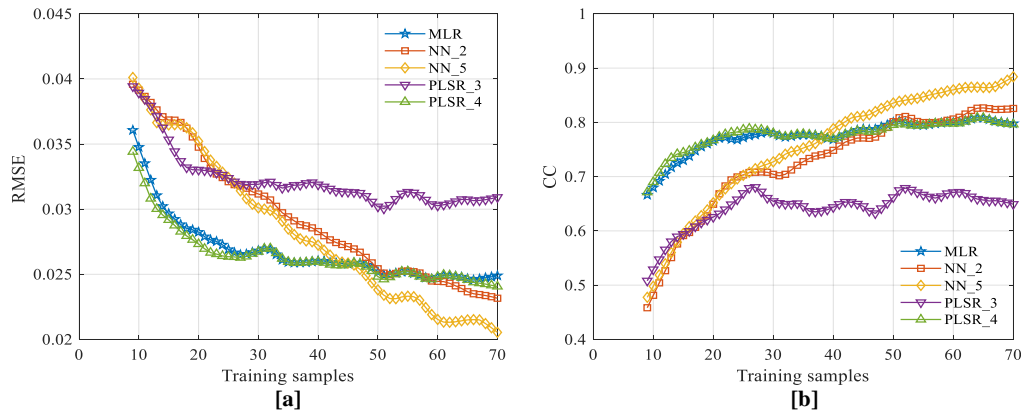 0.045
0.04
0.035
0.03
0.025
0.02
RMSE
0 10 20 30 40 50 60 70
Training samples
MLR
NN_2
NN_5
PLSR_3
PLSR_4
[a]
1
0.9
0.8
0.7
0.6
0.5
0.4
CC
0 10 20 30 40 50 60 70
Training samples
MLR
NN_2
NN_5
PLSR_3
PLSR_4
[b]